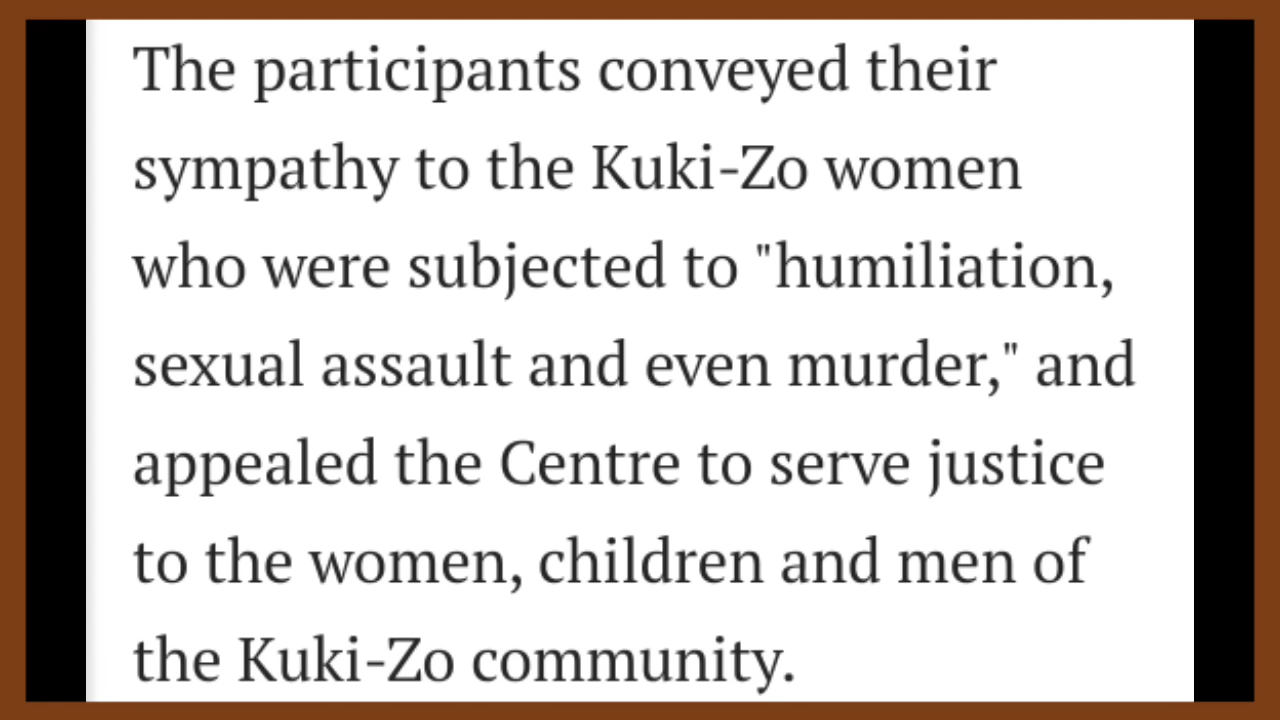 The participants conveyed their
sympathy to the Kuki-Zo women
who were subjected to "humiliation,
sexual assault and even murder," and
appealed the Centre to serve justice
to the women, children and men of
the Kuki-Zo community.